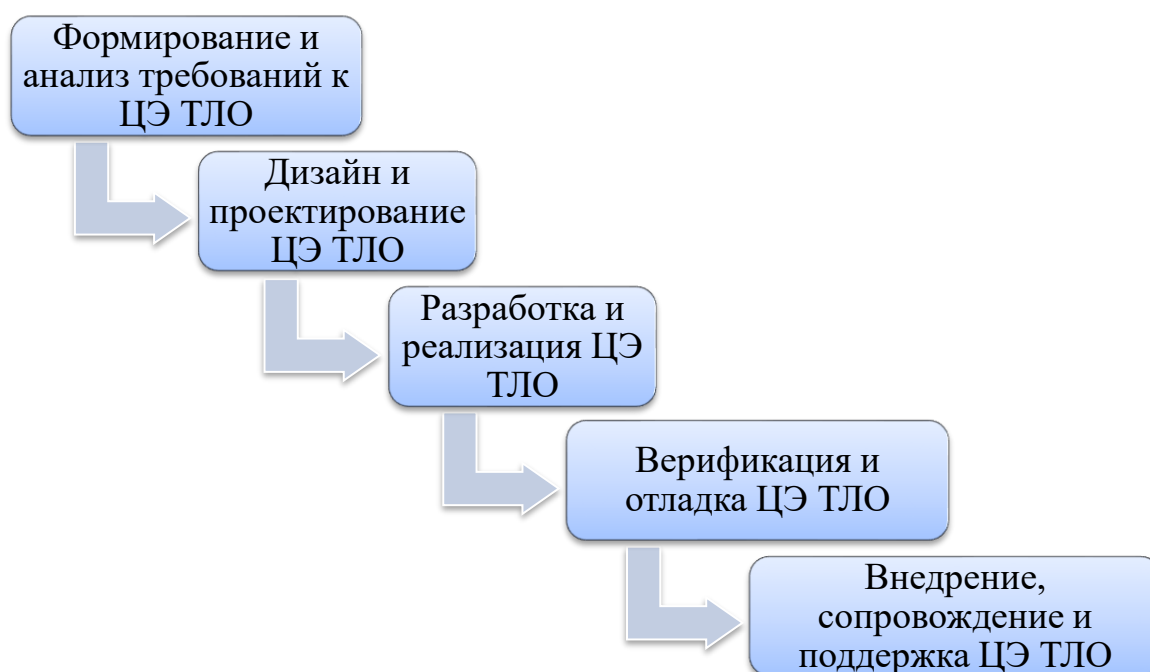 Формирование и
анализ требований к
ЦЭ ТЛО
Дизайн и
проектирование
ЦЭ ТЛО
Разработка и
реализация ЦЭ
ТЛО
Верификация и
отладка ЦЭ ТЛО
Внедрение,
сопровождение и
поддержка ЦЭ ТЛО